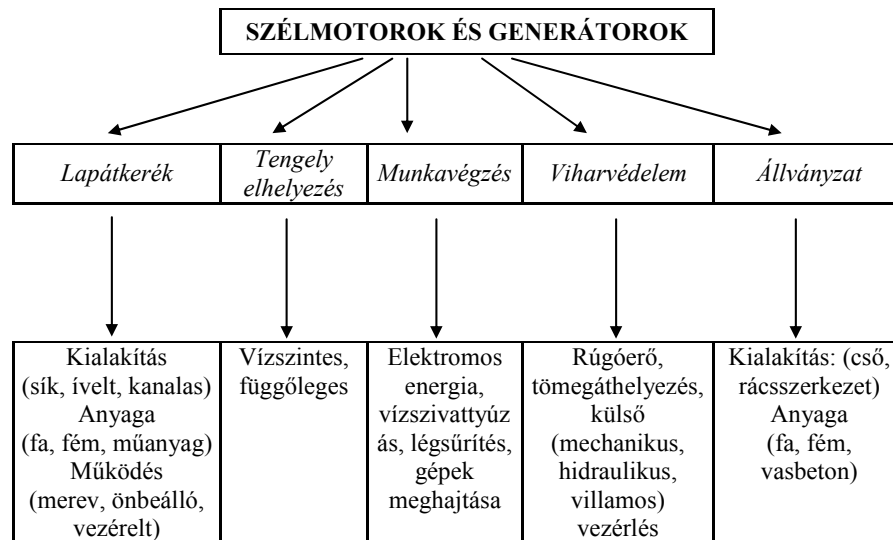 SZÉLMOTOROK ÉS GENERÁTOROK
Lapátkerék
Tengely
elhelyezés
Munkavégzés
Viharvédelem
Állványzat
Kialakítás
(sík, ívelt, kanalas)
Anyaga
(fa, fém, műanyag)
Működés
(merev, önbeálló,
vezérelt)
Vízszintes,
függőleges
Elektromos
energia,
vízszivattyúz
ás, légsűrítés,
gépek
meghajtása
Rúgóerő,
tömegáthelyezés,
külső
(mechanikus,
hidraulikus,
villamos)
vezérlés
Kialakítás: (cső,
rácsszerkezet)
Anyaga
(fa, fém,
vasbeton)